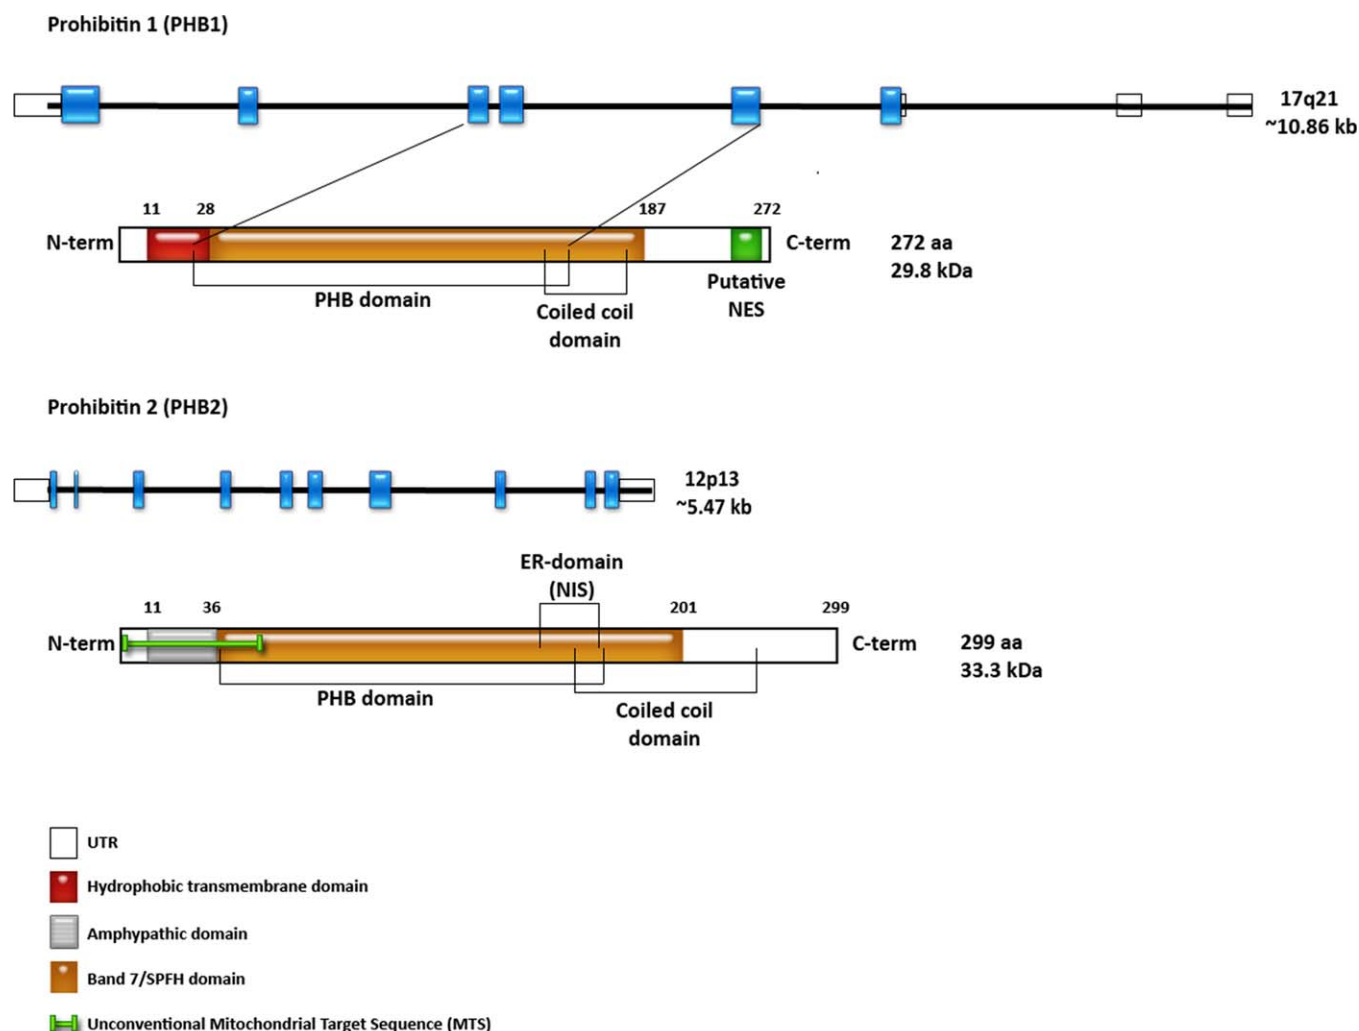 Prohibitin 1 (PHB1)
17q21
~10.86 kb
11 28 187 272
N-term C-term 272 aa
29.8 kDa
PHB domain
Putative
NES
Coiled coil
domain
Prohibitin 2 (PHB2)
12p13
~5.47 kb
ER-domain
(NIS)
11 36 201 299
N-term C-term 299 aa
33.3 kDa
PHB domain
Coiled coil
domain
UTR
Hydrophobic transmembrane domain
Amphypathic domain
Band 7/SPFH domain
Unconventional Mitochondrial Target Sequence (MTS)